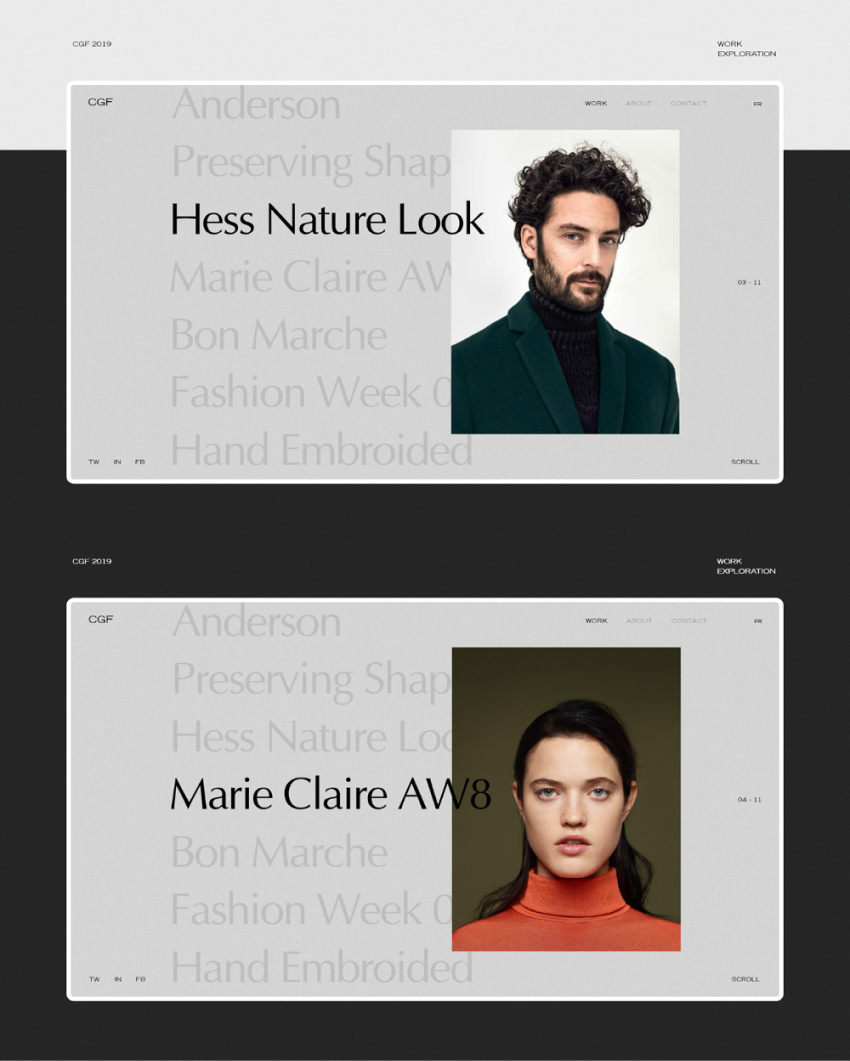 CGF 2019
WORK
EXPLORATION
CGF
WORK ABOUT CONTACT FR
Anderson
Preserving Shap
Hess Nature Look
Marie Claire AW
Bon Marche
Fashion Week 0
Hand Embroided
03 - 11
TW IN FB
SCROLL
CGF 2019
WORK
EXPLORATION
CGF
WORK ABOUT CONTACT FR
Anderson
Preserving Shap
Hess Nature Loo
Marie Claire AW8
Bon Marche
Fashion Week 0
Hand Embroided
04 - 11
TW IN FB
SCROLL